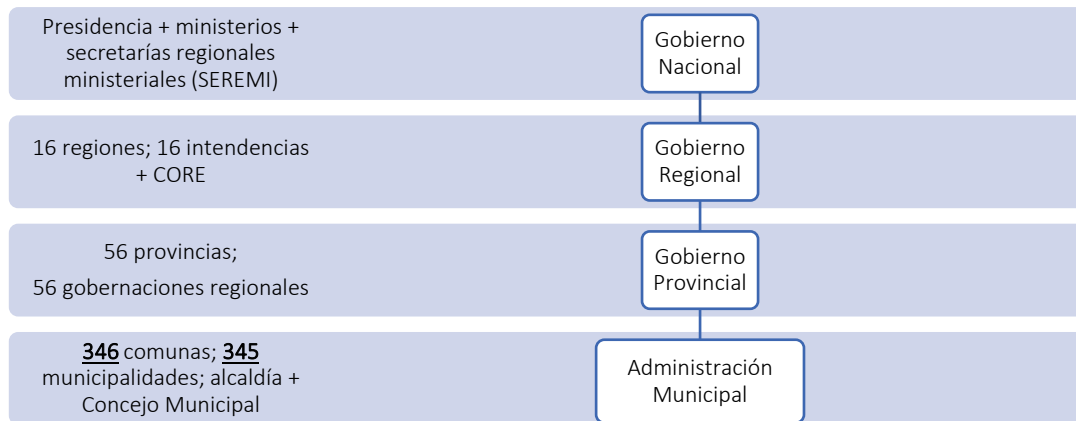 Presidencia + ministerios +
secretarías regionales
ministeriales (SEREMI)
Gobierno
Nacional
16 regiones; 16 intendencias
+ CORE
Gobierno
Regional
56 provincias;
56 gobernaciones regionales
Gobierno
Provincial
346 comunas; 345
municipalidades; alcaldía +
Concejo Municipal
Administración
Municipal